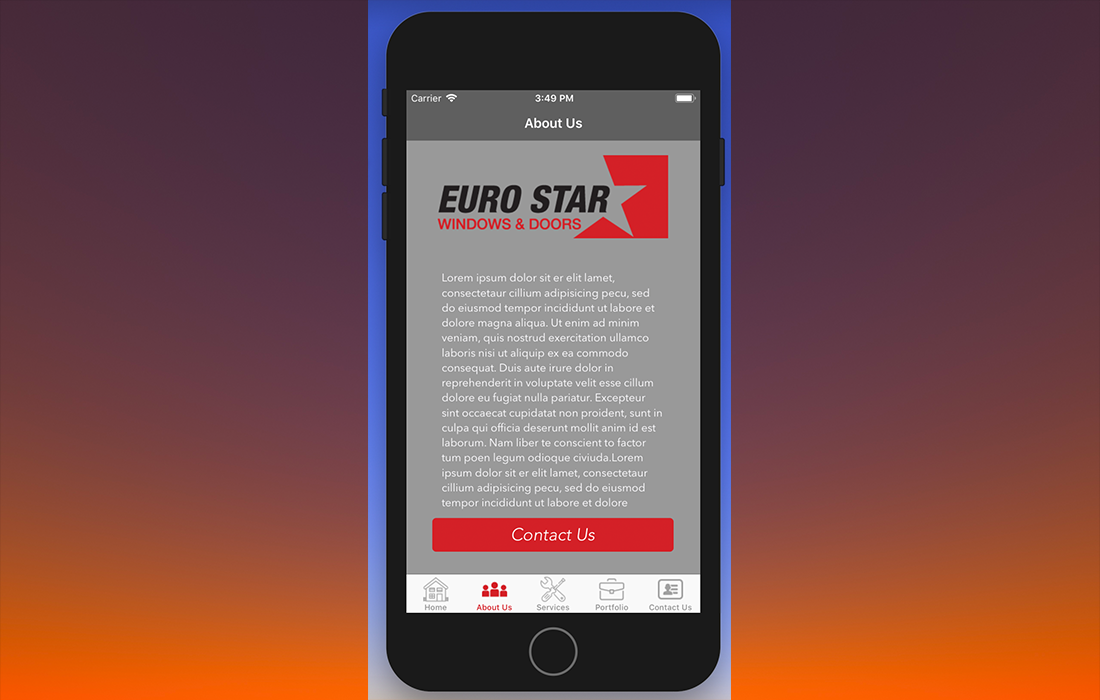 Carrier 3:49 PM
About Us
EURO STAR
WINDOWS & DOORS
Lorem ipsum dolor sit er elit lamet,
consectetaur cillium adipisicing pecu, sed
do eiusmod tempor incididunt ut labore et
dolore magna aliqua. Ut enim ad minim
veniam, quis nostrud exercitation ullamco
laboris nisi ut aliquip ex ea commodo
consequat. Duis aute irure dolor in
reprehenderit in voluptate velit esse cillum
dolore eu fugiat nulla pariatur. Excepteur
sint occaecat cupidatat non proident, sunt in
culpa qui officia deserunt mollit anim id est
laborum. Nam liber te conscient to factor
tum poen legum odioque civiuda.Lorem
ipsum dolor sit er elit lamet, consectetaur
cillium adipisicing pecu, sed do eiusmod
tempor incididunt ut labore et dolore
Contact Us
Home About Us Services Portfolio Contact Us